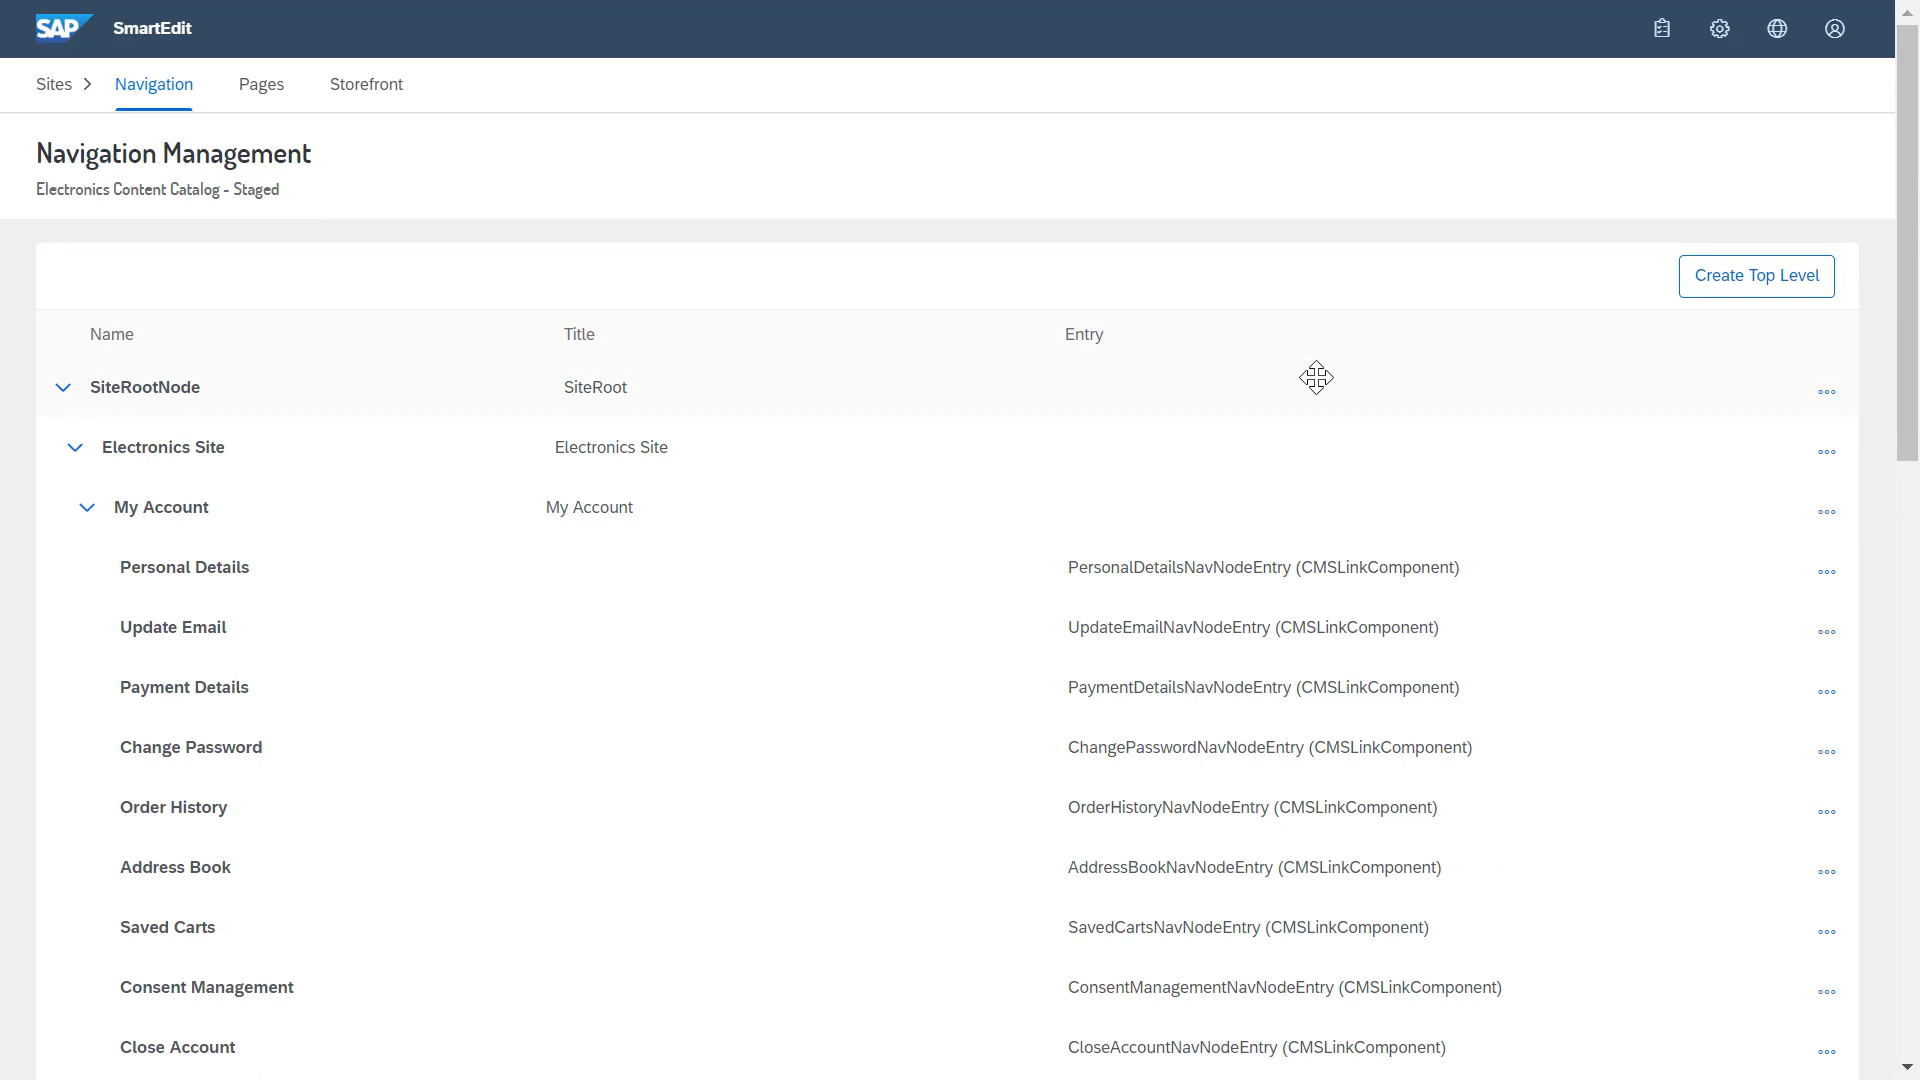 SAP SmartEdit
Sites Navigation Pages Storefront
Navigation Management
Electronics Content Catalog - Staged
Create Top Level
Name Title Entry
SiteRootNode SiteRoot
Electronics Site Electronics Site
My Account My Account
Personal Details PersonalDetailsNavNodeEntry (CMSLinkComponent)
Update Email UpdateEmailNavNodeEntry (CMSLinkComponent)
Payment Details PaymentDetailsNavNodeEntry (CMSLinkComponent)
Change Password ChangePasswordNavNodeEntry (CMSLinkComponent)
Order History OrderHistoryNavNodeEntry (CMSLinkComponent)
Address Book AddressBookNavNodeEntry (CMSLinkComponent)
Saved Carts SavedCartsNavNodeEntry (CMSLinkComponent)
Consent Management ConsentManagementNavNodeEntry (CMSLinkComponent)
Close Account CloseAccountNavNodeEntry (CMSLinkComponent)